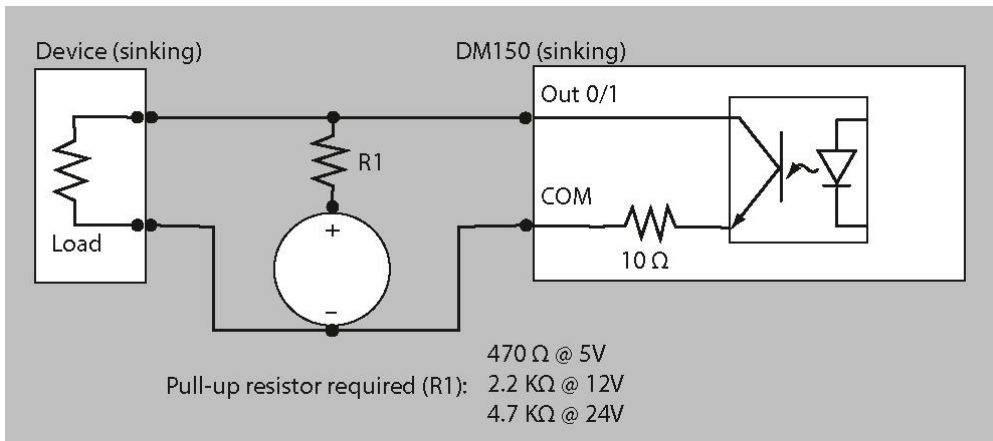 Device (sinking)
DM150 (sinking)
Out 0/1
R1
COM
+
Load
10 Ω
−
470 Ω @ 5V
Pull-up resistor required (R1): 2.2 KΩ @ 12V
4.7 KΩ @ 24V